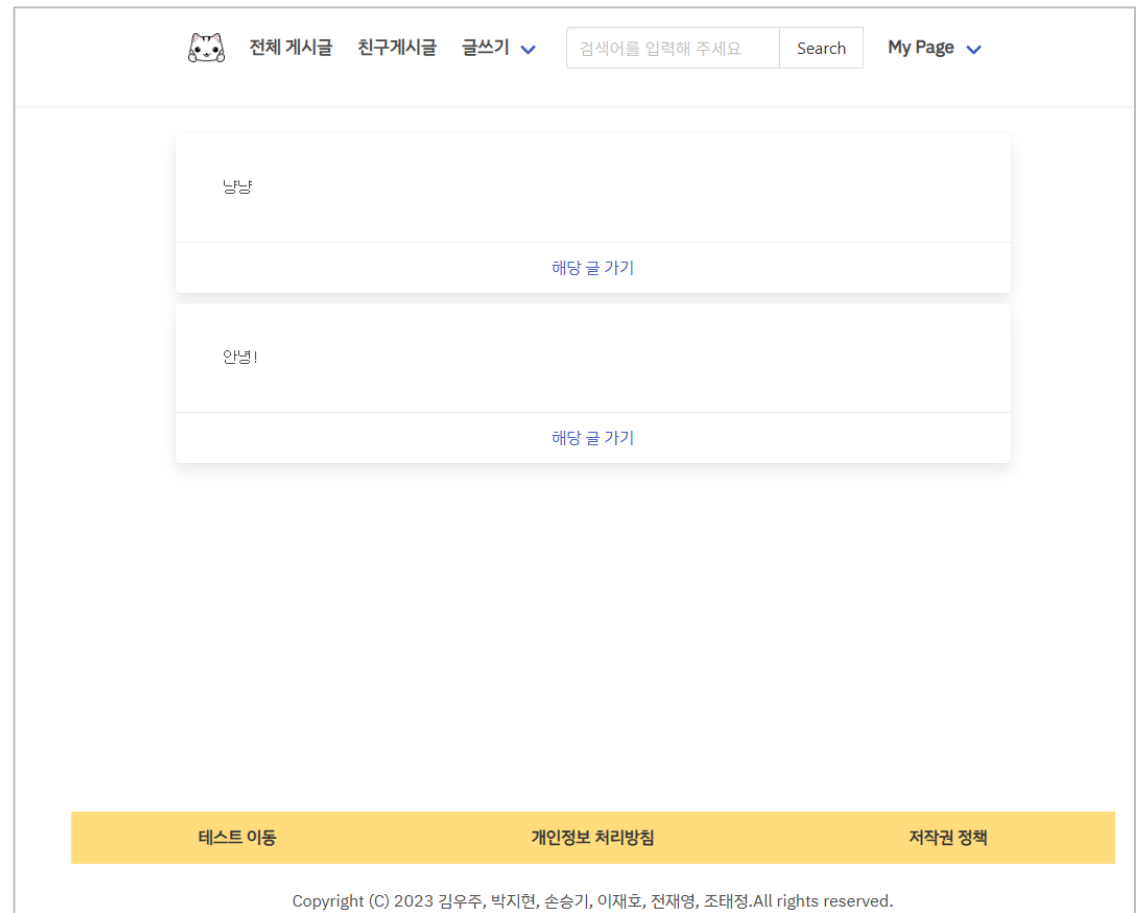 전체 게시글 친구게시글 글쓰기 검색어를 입력해 주세요 Search My Page
냥냥
해당 글 가기
안녕!
해당 글 가기
테스트 이동 개인정보 처리방침 저작권 정책
Copyright (C) 2023 김우주, 박지현, 손승기, 이재호, 전재영, 조태정.All rights reserved.